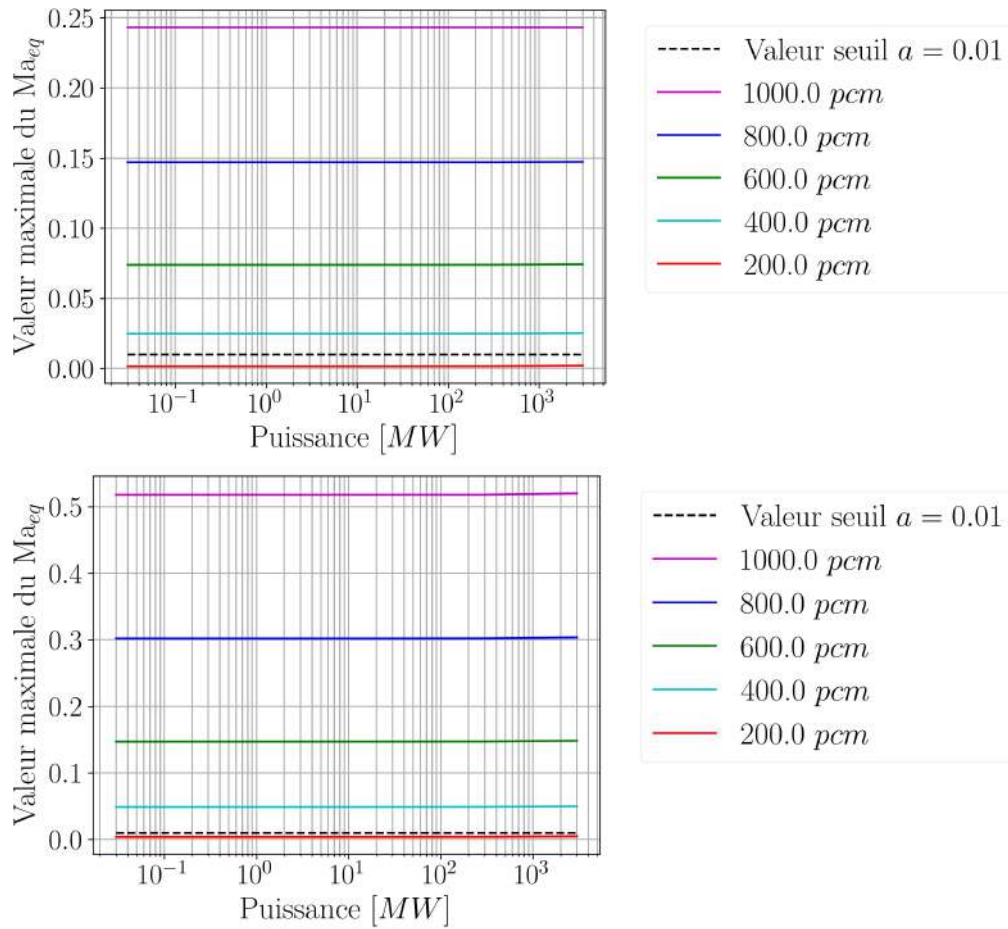 Valeur maximale du Ma_{eq}
0.25
0.20
0.15
0.10
0.05
0.00
10^{-1} 10^{0} 10^{1} 10^{2} 10^{3}
Puissance [MW]
Valeur seuil a = 0.01
1000.0 pcm
800.0 pcm
600.0 pcm
400.0 pcm
200.0 pcm
Valeur maximale du Ma_{eq}
0.5
0.4
0.3
0.2
0.1
0.0
10^{-1} 10^{0} 10^{1} 10^{2} 10^{3}
Puissance [MW]
Valeur seuil a = 0.01
1000.0 pcm
800.0 pcm
600.0 pcm
400.0 pcm
200.0 pcm